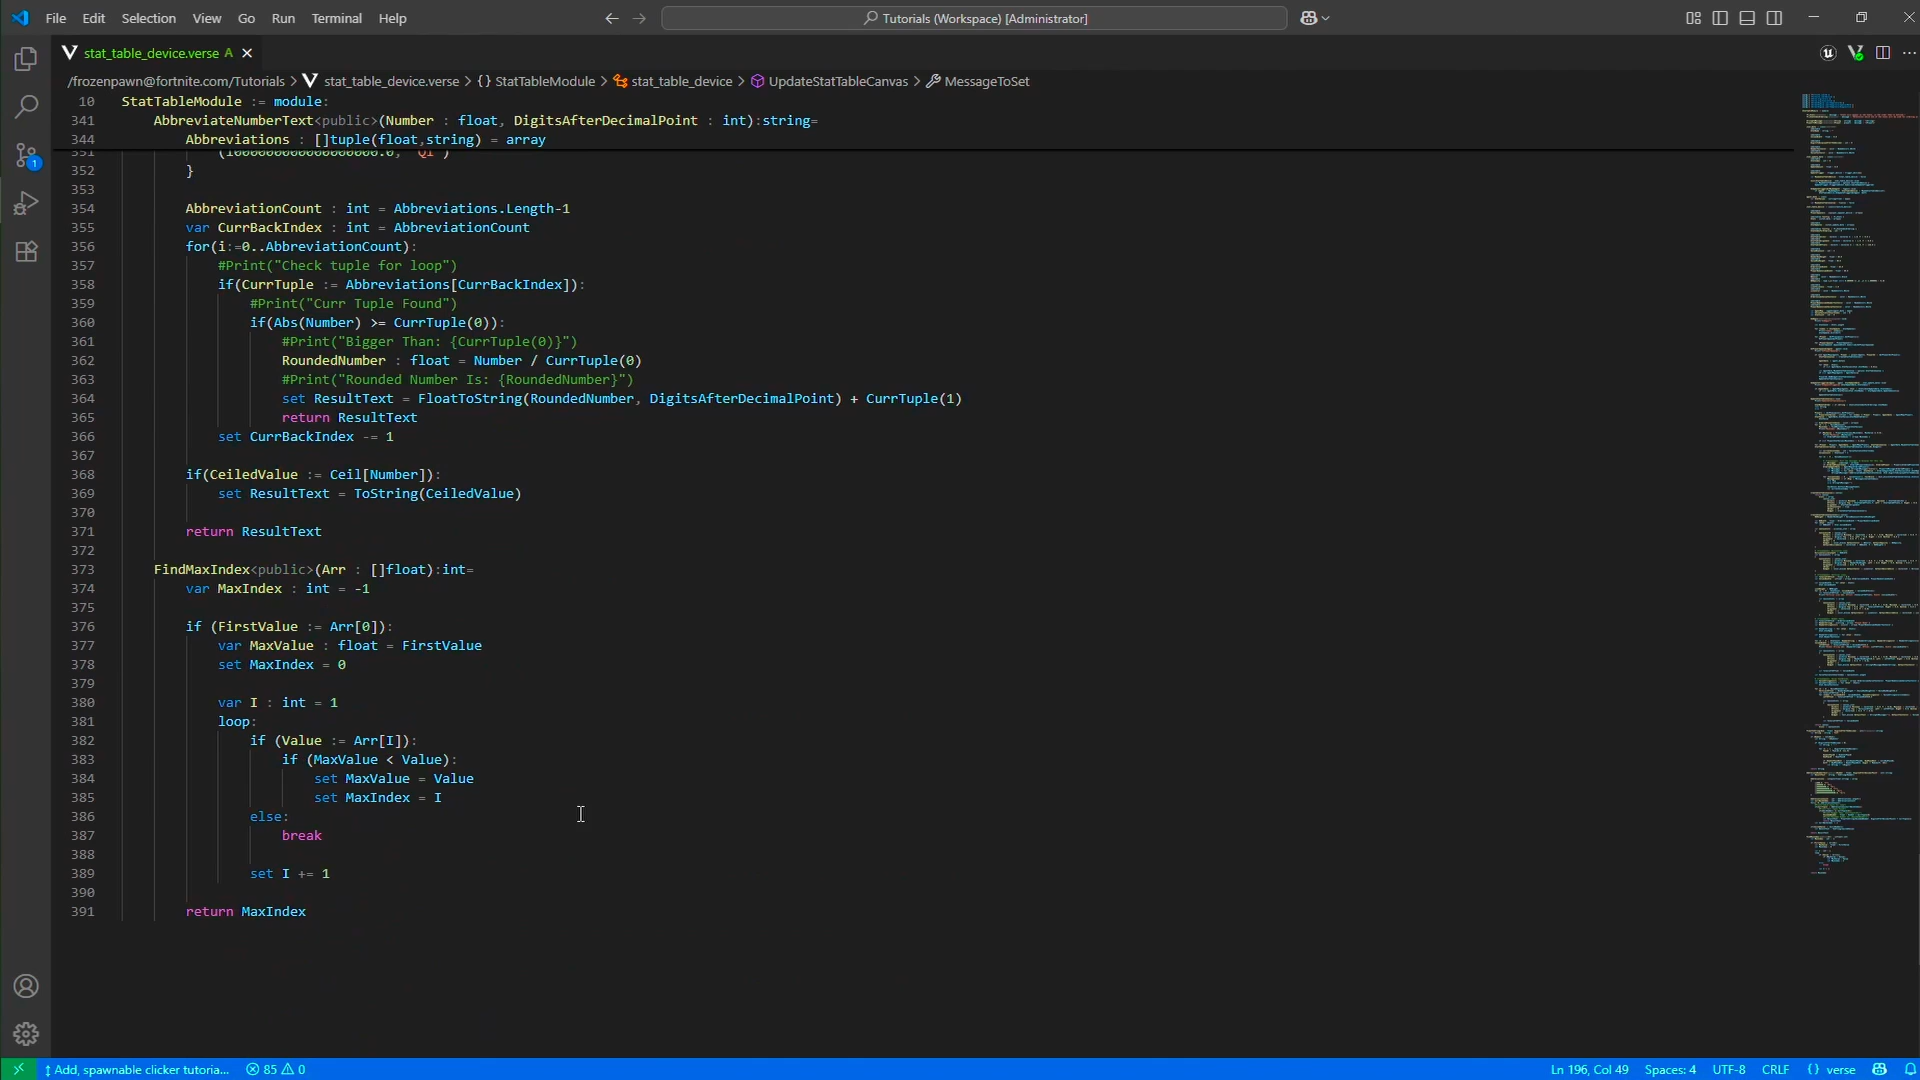 File Edit Selection View Go Run Terminal Help
Tutorials (Workspace) [Administrator]
stat_table_device.verse A
/frozenpawn@fortnite.com/Tutorials > stat_table_device.verse > {} StatTableModule > stat_table_device > UpdateStatTableCanvas > MessageToSet
10 StatTableModule := module:
341 AbbreviateNumberText<public>(Number : float, DigitsAfterDecimalPoint : int):string=
344 Abbreviations : []tuple(float,string) = array
352 }
353
354 AbbreviationCount : int = Abbreviations.Length-1
355 var CurrBackIndex : int = AbbreviationCount
356 for(i:=0..AbbreviationCount):
357 #Print("Check tuple for loop")
358 if(CurrTuple := Abbreviations[CurrBackIndex]):
359 #Print("Curr Tuple Found")
360 if(Abs(Number) >= CurrTuple(0)):
361 #Print("Bigger Than: {CurrTuple(0)}")
362 RoundedNumber : float = Number / CurrTuple(0)
363 #Print("Rounded Number Is: {RoundedNumber}")
364 set ResultText = FloatToString(RoundedNumber, DigitsAfterDecimalPoint) + CurrTuple(1)
365 return ResultText
366 set CurrBackIndex -= 1
367
368 if(CeiledValue := Ceil[Number]):
369 set ResultText = ToString(CeiledValue)
370
371 return ResultText
372
373 FindMaxIndex<public>(Arr : []float):int=
374 var MaxIndex : int = -1
375
376 if (FirstValue := Arr[0]):
377 var MaxValue : float = FirstValue
378 set MaxIndex = 0
379
380 var I : int = 1
381 loop:
382 if (Value := Arr[I]):
383 if (MaxValue < Value):
384 set MaxValue = Value
385 set MaxIndex = I
386 else:
387 break
388
389 set I += 1
390
391 return MaxIndex
1
Add, spawnable clicker tutoria... 85 0 Ln 196, Col 49 Spaces: 4 UTF-8 CRLF {} verse